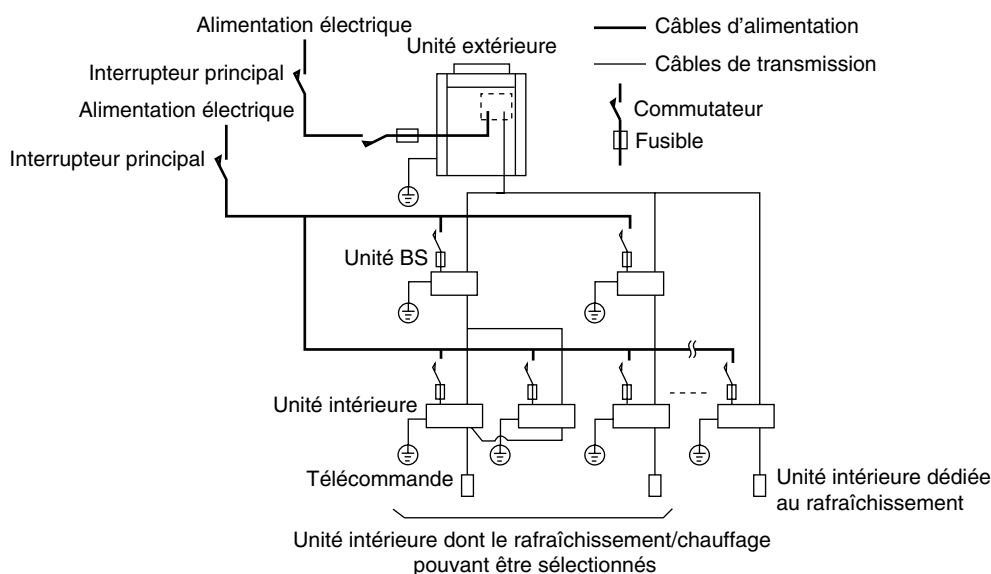 Alimentation électrique
Unité extérieure
Câbles d'alimentation
Interrupteur principal
Câbles de transmission
Alimentation électrique
Commutateur
Interrupteur principal
Fusible
Unité BS
Unité intérieure
Télécommande
Unité intérieure dédiée
au rafraîchissement
Unité intérieure dont le rafraîchissement/chauffage
pouvant être sélectionnés